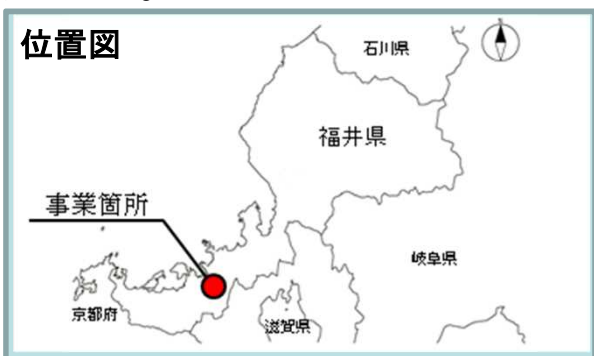 位置図
石川県
福井県
事業箇所
岐阜県
京都府
滋賀県